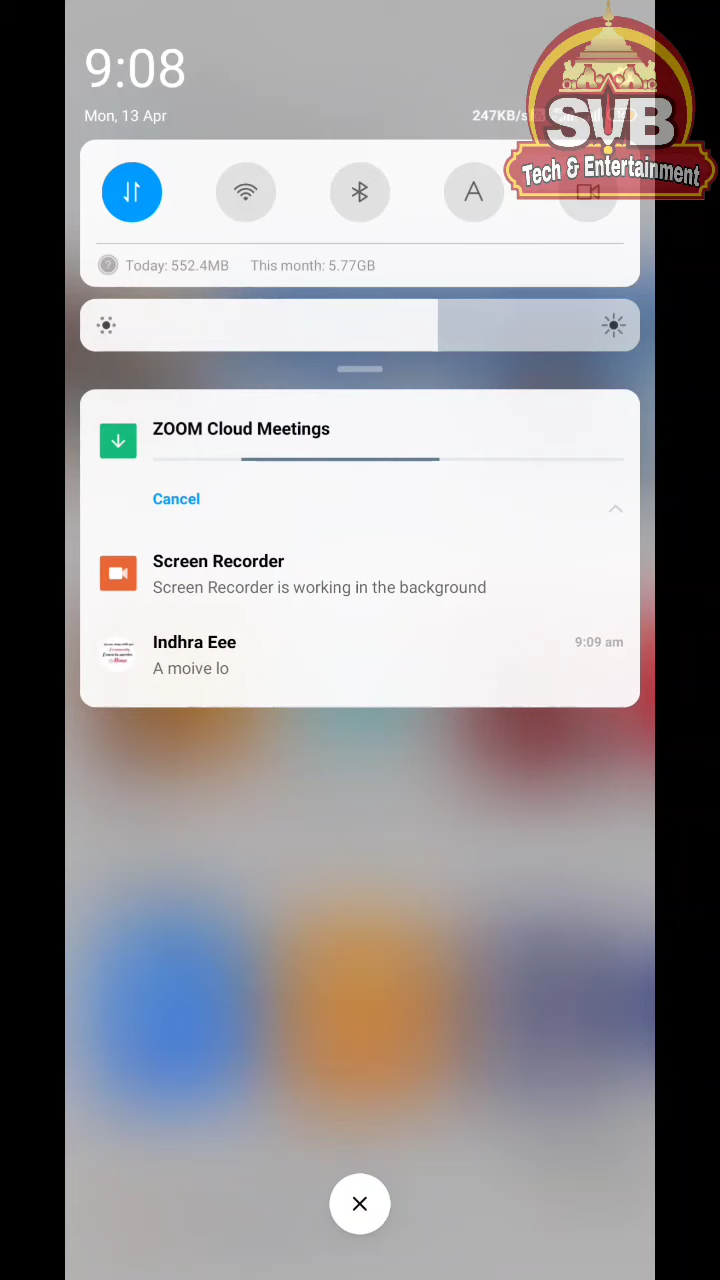 9:08
Mon, 13 Apr
247KB/s
SVB
Tech & Entertainment
A
Today: 552.4MB This month: 5.77GB
ZOOM Cloud Meetings
Cancel
Screen Recorder
Screen Recorder is working in the background
Indhra Eee 9:09 am
A moive lo